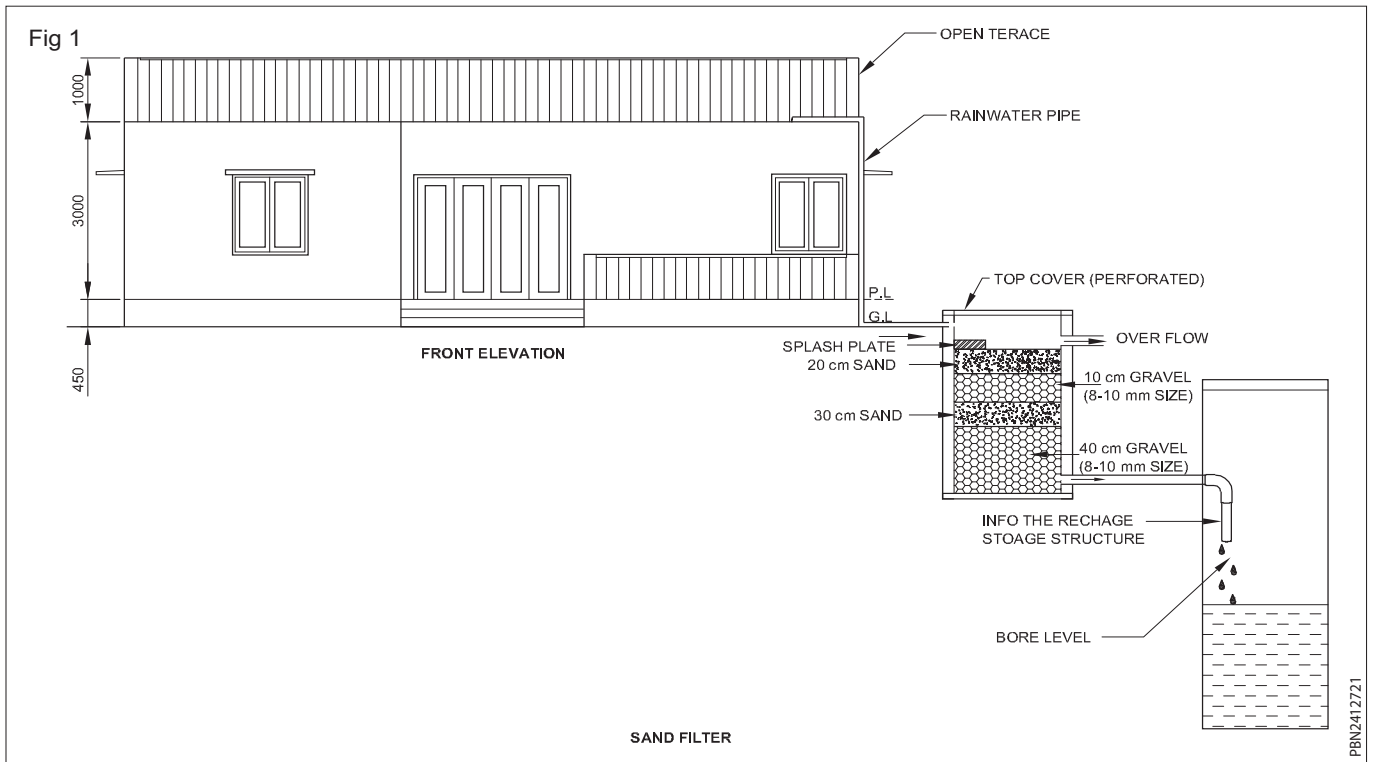 Fig 1
OPEN TERACE
1000
RAINWATER PIPE
3000
TOP COVER (PERFORATED)
P.L
G.L
450
FRONT ELEVATION
SPLASH PLATE
OVER FLOW
20 cm SAND
10 cm GRAVEL
(8-10 mm SIZE)
30 cm SAND
40 cm GRAVEL
(8-10 mm SIZE)
INFO THE RECHAGE
STOAGE STRUCTURE
BORE LEVEL
SAND FILTER
PBN2412721